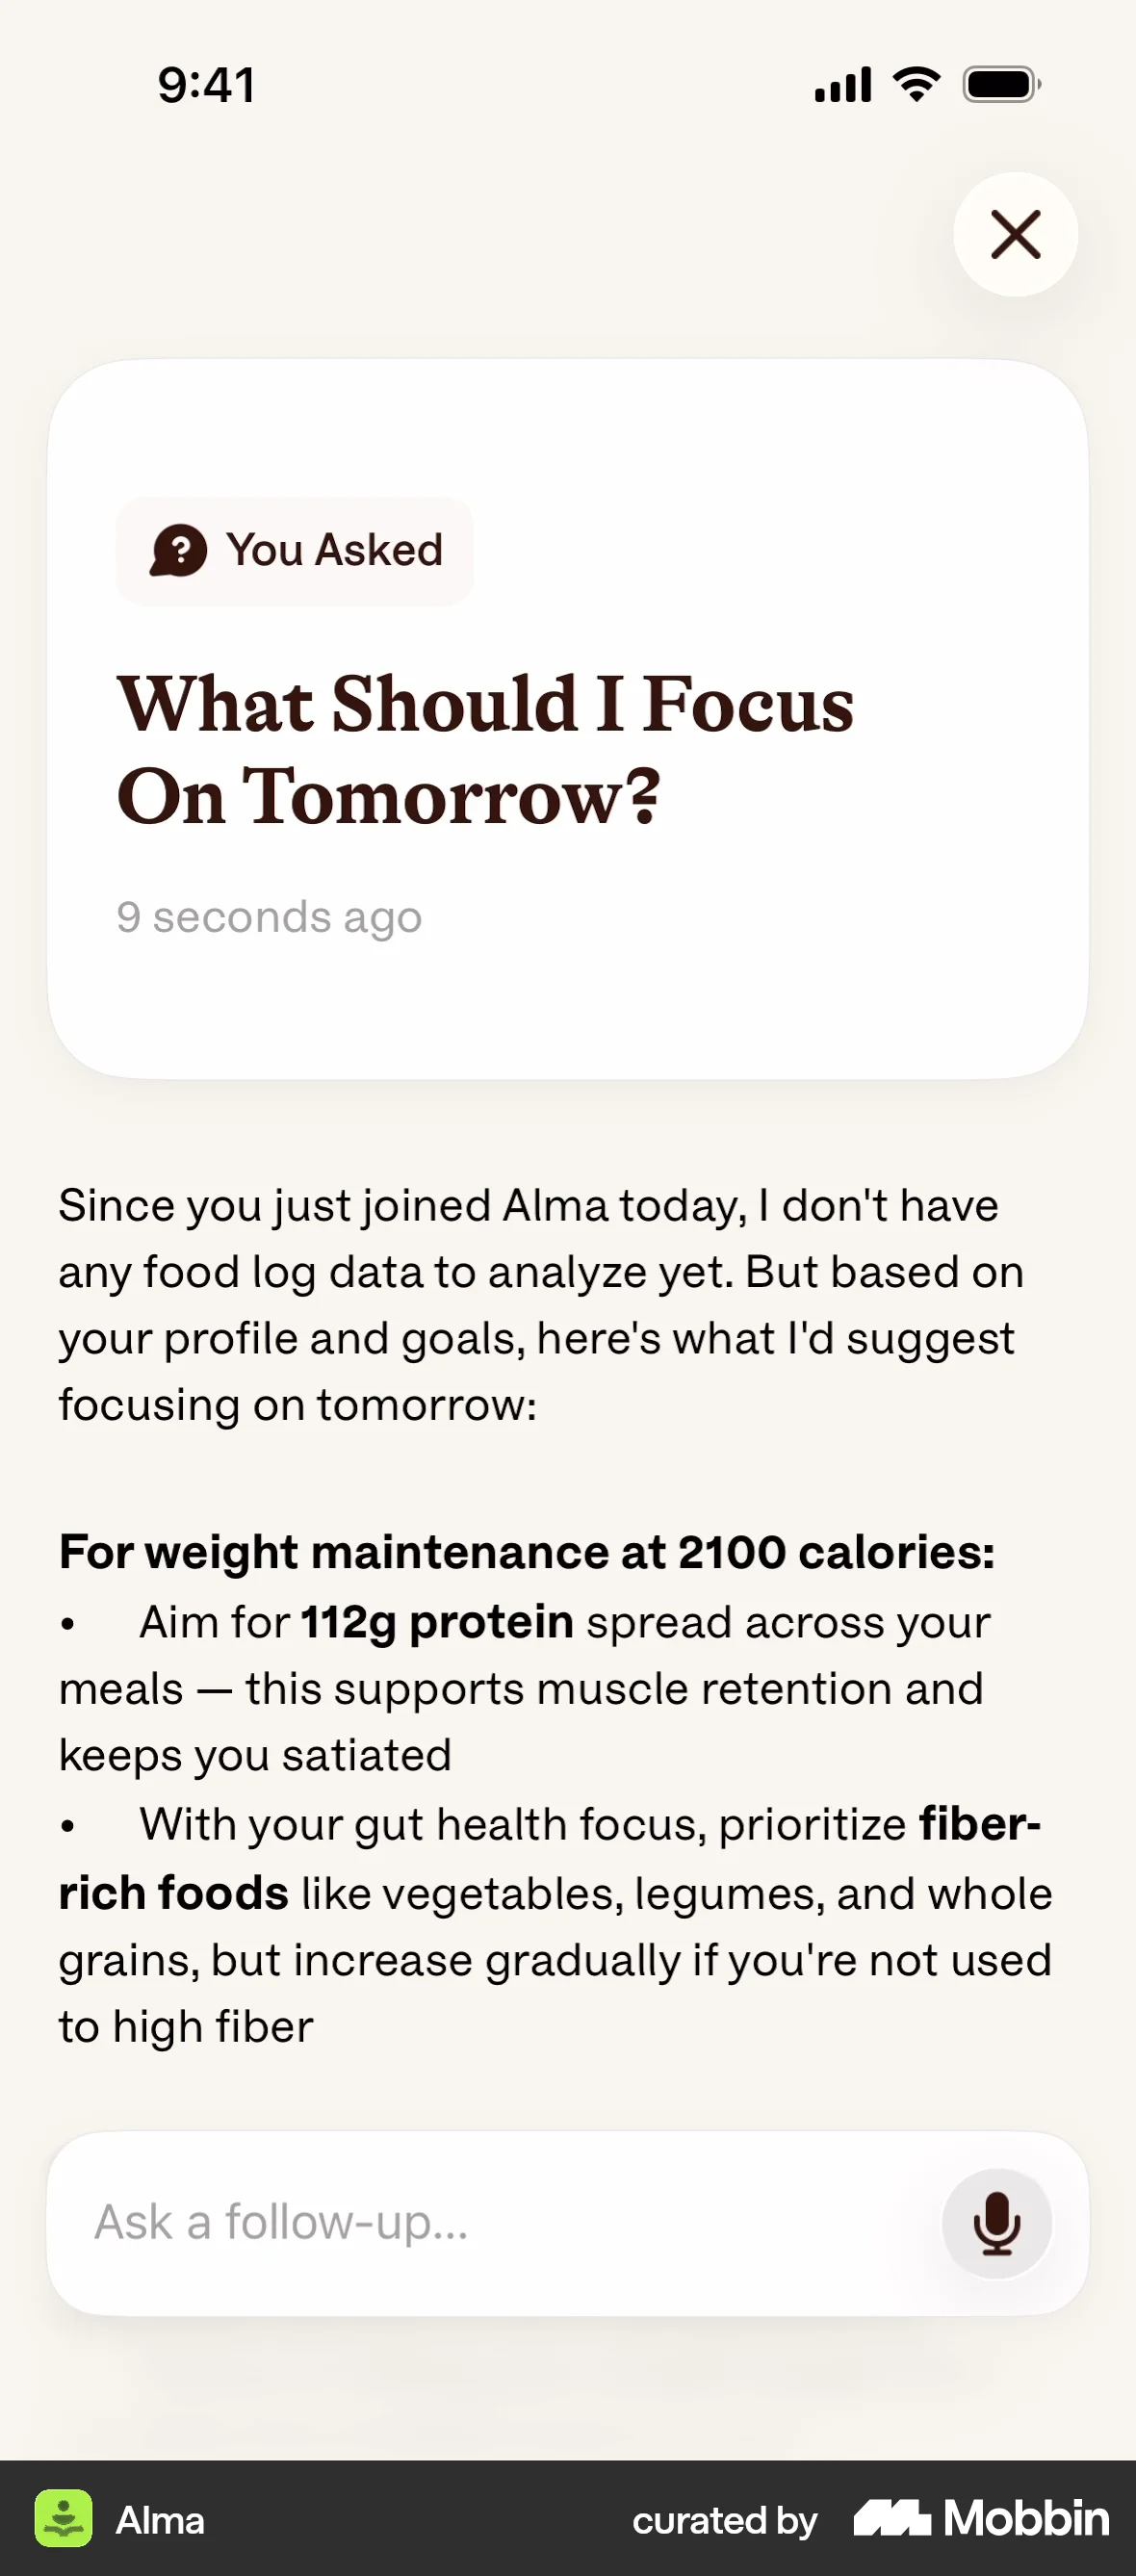 9:41
You Asked
What Should I Focus
On Tomorrow?
9 seconds ago
Since you just joined Alma today, I don't have
any food log data to analyze yet. But based on
your profile and goals, here's what I'd suggest
focusing on tomorrow:
For weight maintenance at 2100 calories:
• Aim for 112g protein spread across your
meals — this supports muscle retention and
keeps you satiated
• With your gut health focus, prioritize fiber-
rich foods like vegetables, legumes, and whole
grains, but increase gradually if you're not used
to high fiber
Ask a follow-up...
Alma
curated by Mobbin